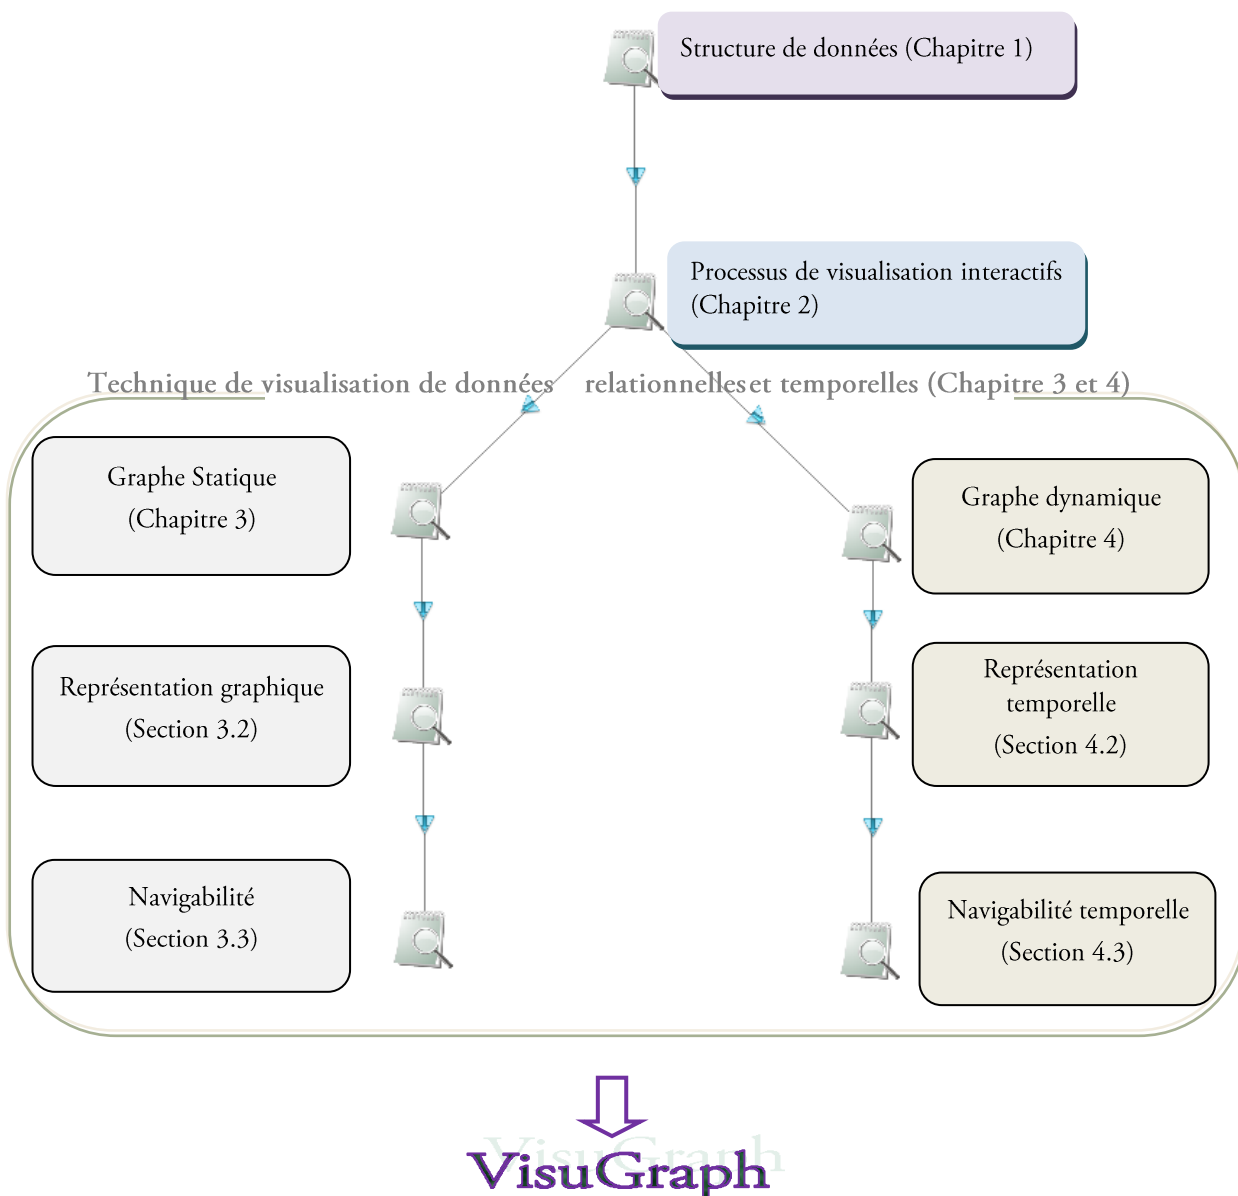 Structure de données (Chapitre 1)
Processus de visualisation interactifs
(Chapitre 2)
Technique de visualisation de données relationnelles et temporelles (Chapitre 3 et 4)
Graphe Statique
(Chapitre 3)
Représentation graphique
(Section 3.2)
Navigabilité
(Section 3.3)
Graphe dynamique
(Chapitre 4)
Représentation
temporelle
(Section 4.2)
Navigabilité temporelle
(Section 4.3)
VisuGraph